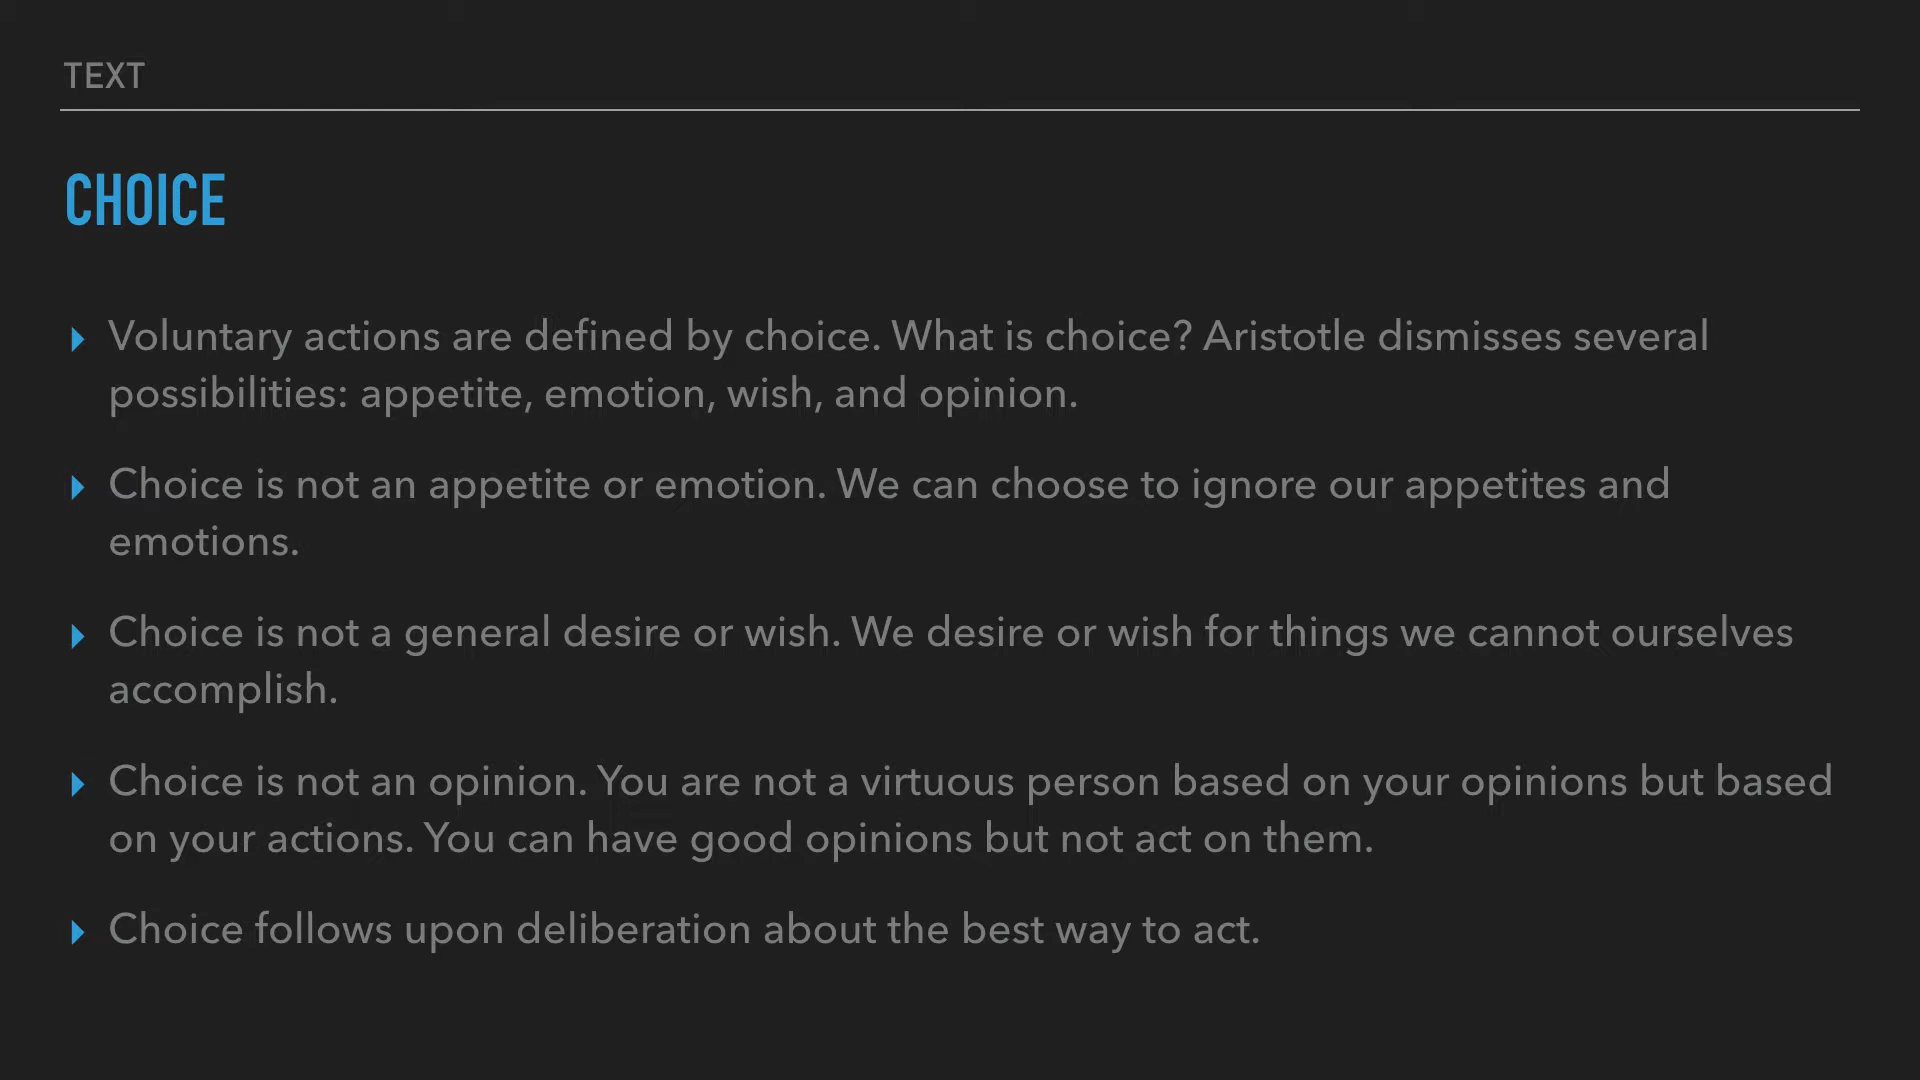 TEXT
CHOICE
Voluntary actions are defined by choice. What is choice? Aristotle dismisses several
possibilities: appetite, emotion, wish, and opinion.
Choice is not an appetite or emotion. We can choose to ignore our appetites and
emotions.
Choice is not a general desire or wish. We desire or wish for things we cannot ourselves
accomplish.
Choice is not an opinion. You are not a virtuous person based on your opinions but based
on your actions. You can have good opinions but not act on them.
Choice follows upon deliberation about the best way to act.